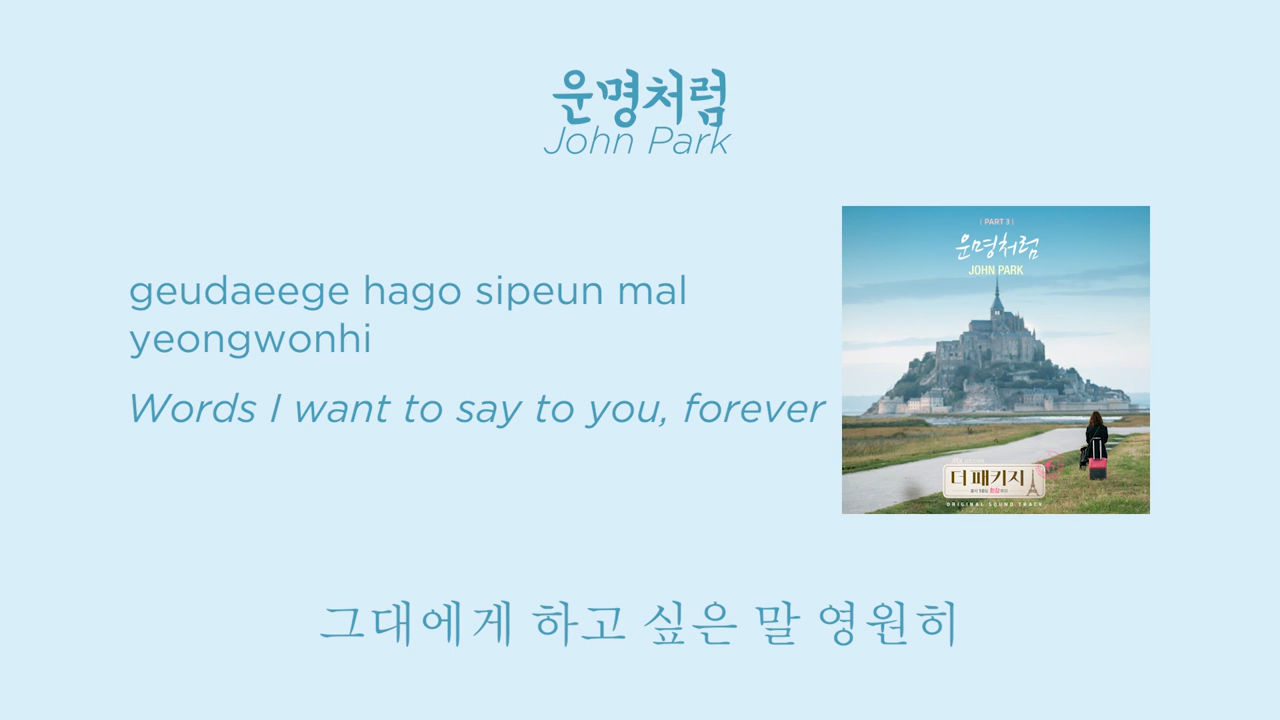 운명처럼
John Park
geudaeege hago sipeun mal
yeongwonhi
Words I want to say to you, forever
| PART 3 |
운명처럼
JOHN PARK
더 패키지
ORIGINAL SOUND TRACK
그대에게 하고 싶은 말 영원히